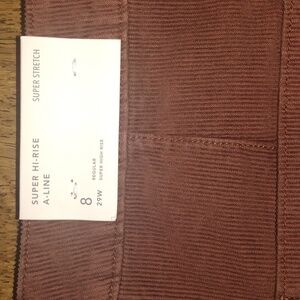 SUPER HI-RISE
A-LINE
SUPER STRETCH
8
29W
REGULAR
SUPER HIGH RISE